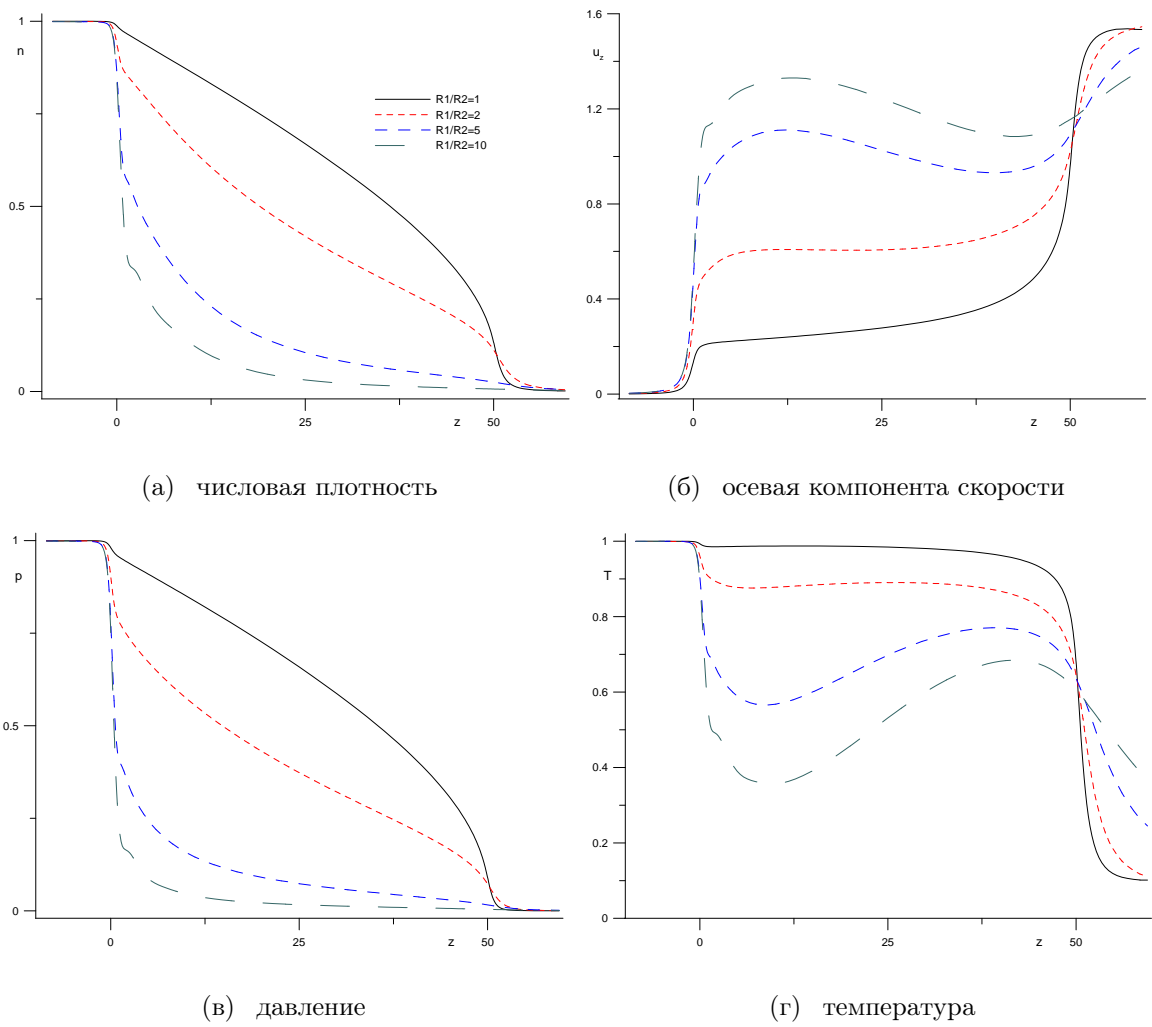 1
n
0.5
0
0
25
z
50
R1/R2=1
R1/R2=2
R1/R2=5
R1/R2=10
(а) числовая плотность
1.6
u_z
1.2
0.8
0.4
0
0
25
z
50
(б) осевая компонента скорости
1
p
0.5
0
0
25
z
50
(в) давление
1
T
0.8
0.6
0.4
0.2
0
0
25
z
50
(г) температура